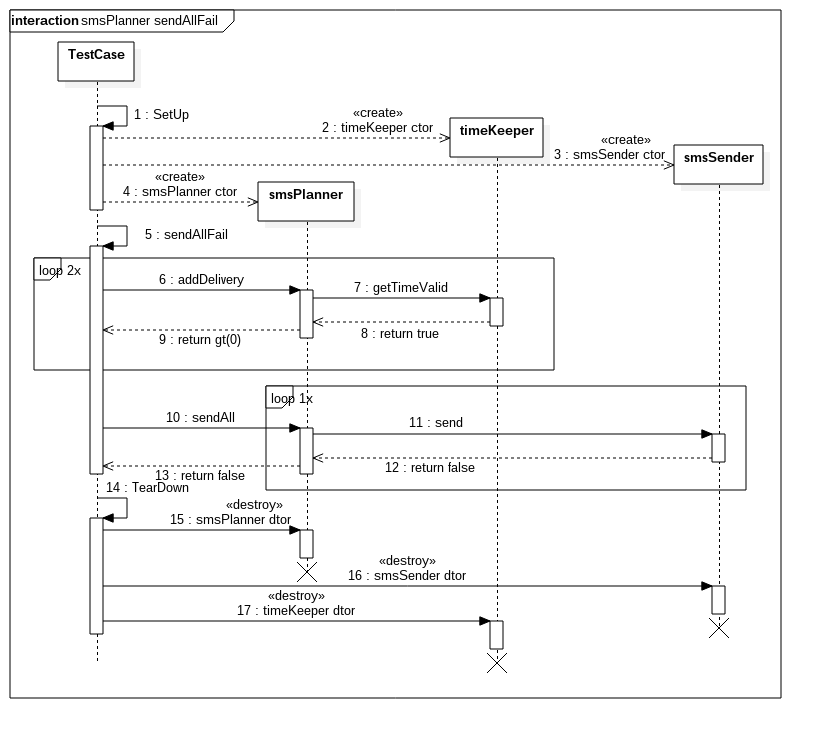 interaction smsPlanner sendAllFail
TestCase
1 : SetUp
«create»
2 : timeKeeper ctor
timeKeeper
«create»
3 : smsSender ctor
smsSender
«create»
4 : smsPlanner ctor
smsPlanner
5 : sendAllFail
loop 2x
6 : addDelivery
7 : getTimeValid
8 : return true
9 : return gt(0)
loop 1x
10 : sendAll
11 : send
12 : return false
13 : return false
14 : TearDown
«destroy»
15 : smsPlanner dtor
«destroy»
16 : smsSender dtor
«destroy»
17 : timeKeeper dtor